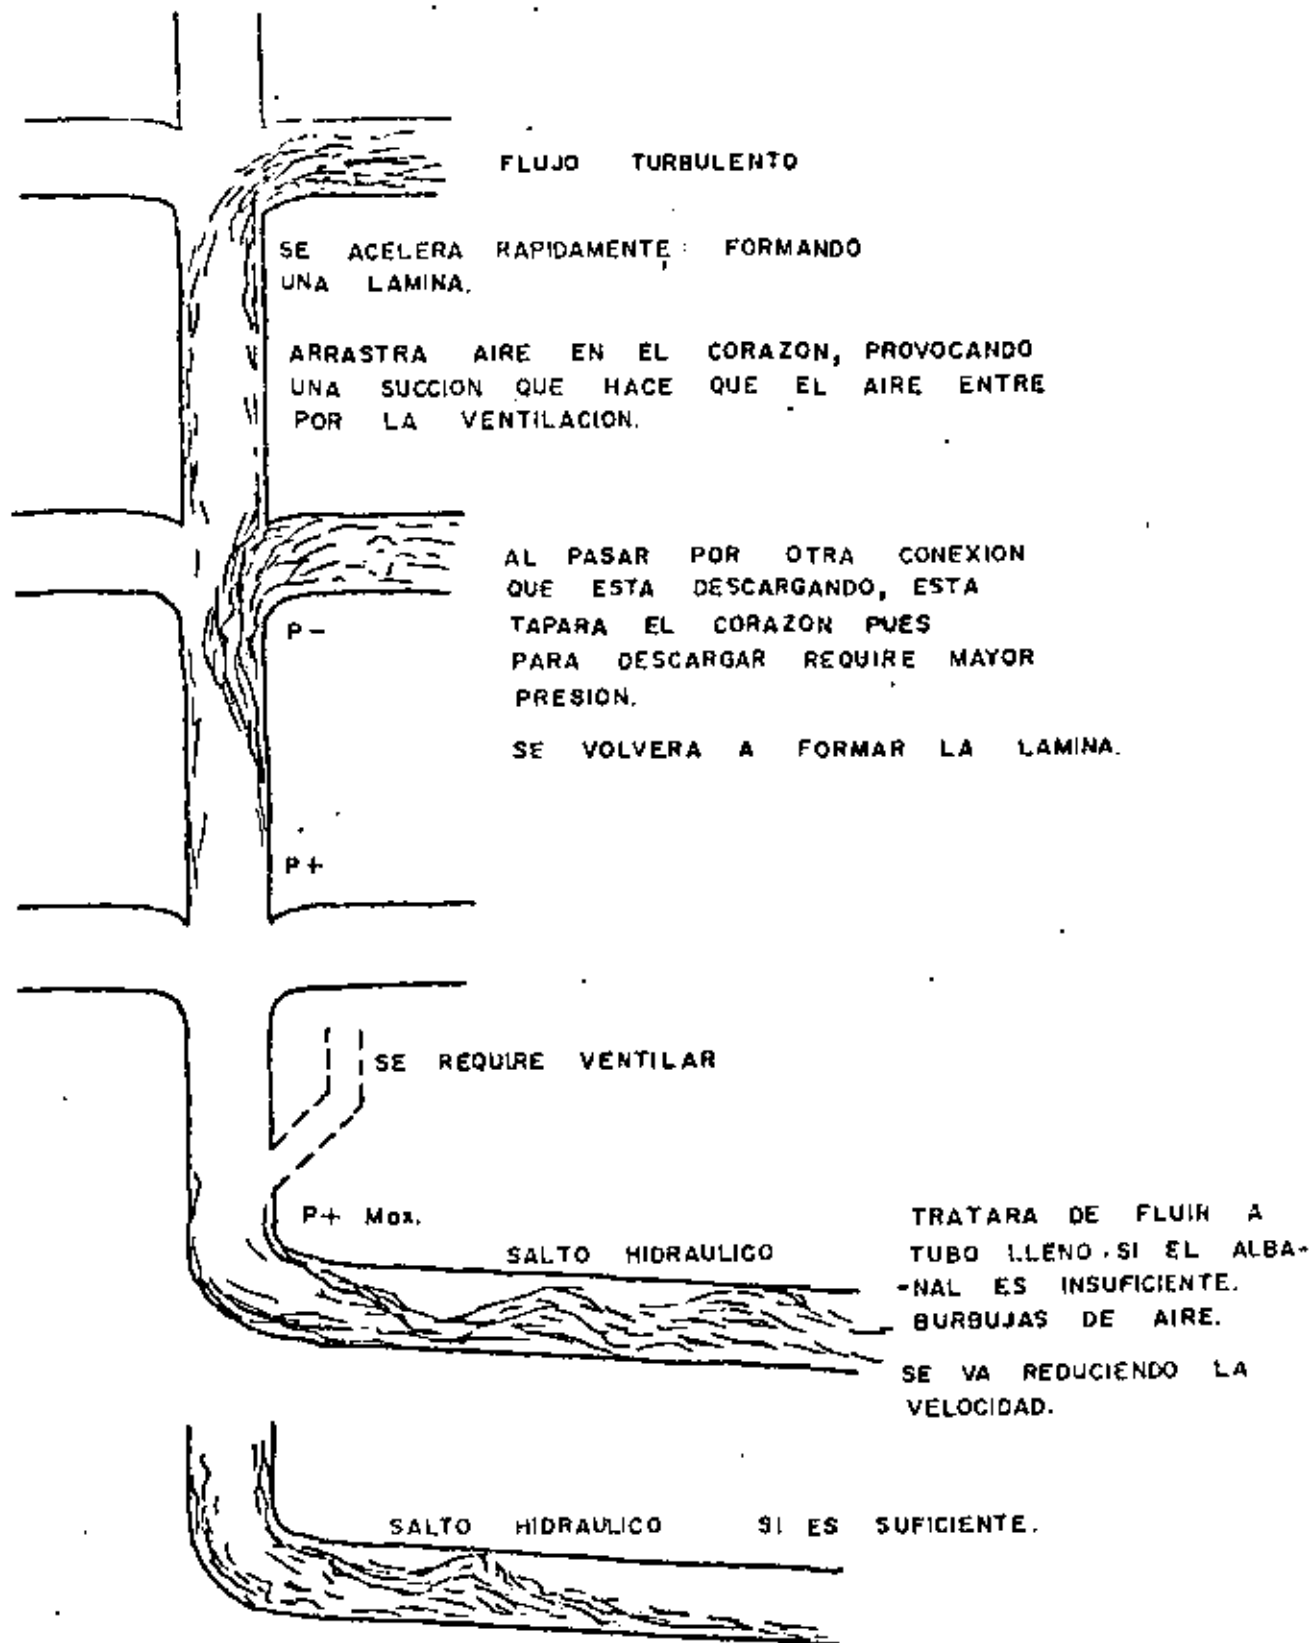 FLUJO TURBULENTO
SE ACELERA RAPIDAMENTE: FORMANDO
UNA LAMINA.
ARRASTRA AIRE EN EL CORAZON, PROVOCANDO
UNA SUCCION QUE HACE QUE EL AIRE ENTRE
POR LA VENTILACION.
AL PASAR POR OTRA CONEXION
QUE ESTA DESCARGANDO, ESTA
TAPARA EL CORAZON PUES
PARA DESCARGAR REQUIRE MAYOR
PRESION.
P-
SE VOLVERA A FORMAR LA LAMINA.
P+
SE REQUIRE VENTILAR
P+ Max.
SALTO HIDRAULICO
TRATARA DE FLUIR A
TUBO LLENO. SI EL ALBA-
-NAL ES INSUFICIENTE.
BURBUJAS DE AIRE.
SE VA REDUCIENDO LA
VELOCIDAD.
SALTO HIDRAULICO SI ES SUFICIENTE.